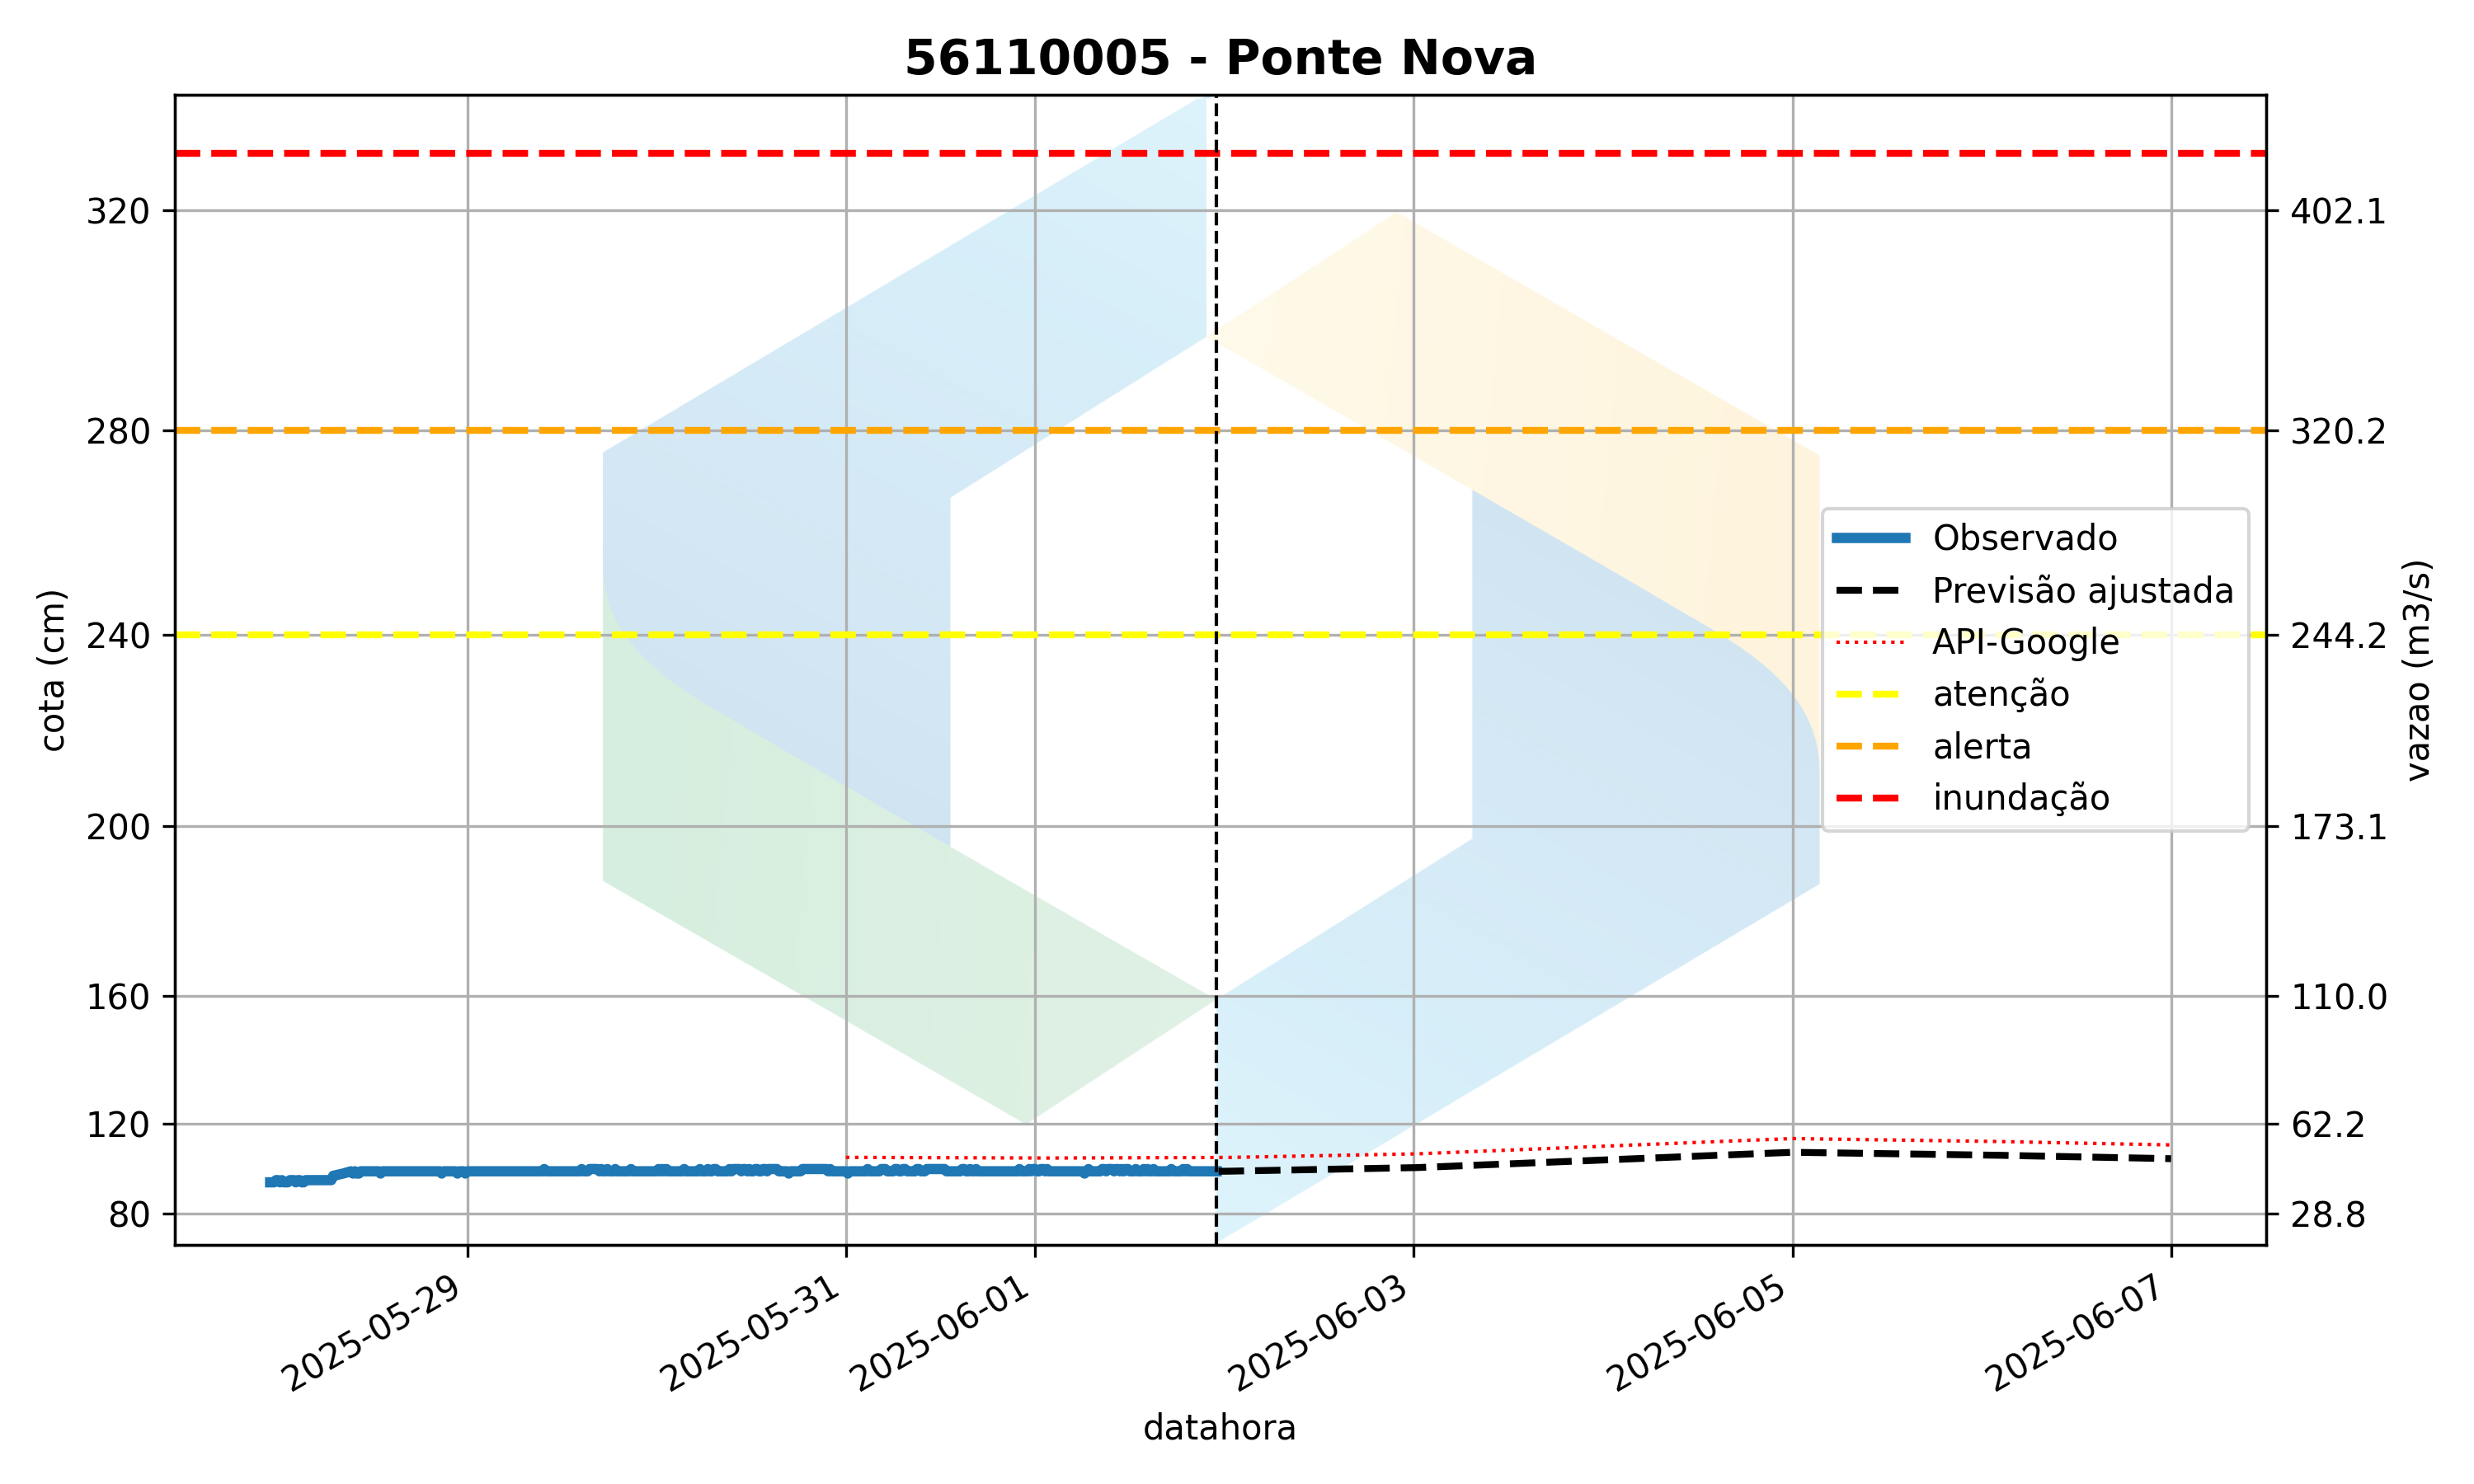 56110005 - Ponte Nova
320
280
240
200
160
120
80
cota (cm)
402.1
320.2
244.2
173.1
110.0
62.2
28.8
vazao (m3/s)
Observado
Previsão ajustada
API-Google
atenção
alerta
inundação
2025-05-29
2025-05-31
2025-06-01
2025-06-03
2025-06-05
2025-06-07
datahora